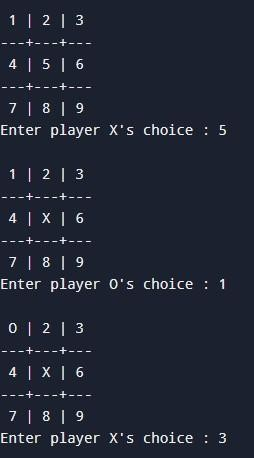 1 | 2 | 3
---+---+---
4 | 5 | 6
---+---+---
7 | 8 | 9
Enter player X's choice : 5
1 | 2 | 3
---+---+---
4 | X | 6
---+---+---
7 | 8 | 9
Enter player O's choice : 1
O | 2 | 3
---+---+---
4 | X | 6
---+---+---
7 | 8 | 9
Enter player X's choice : 3